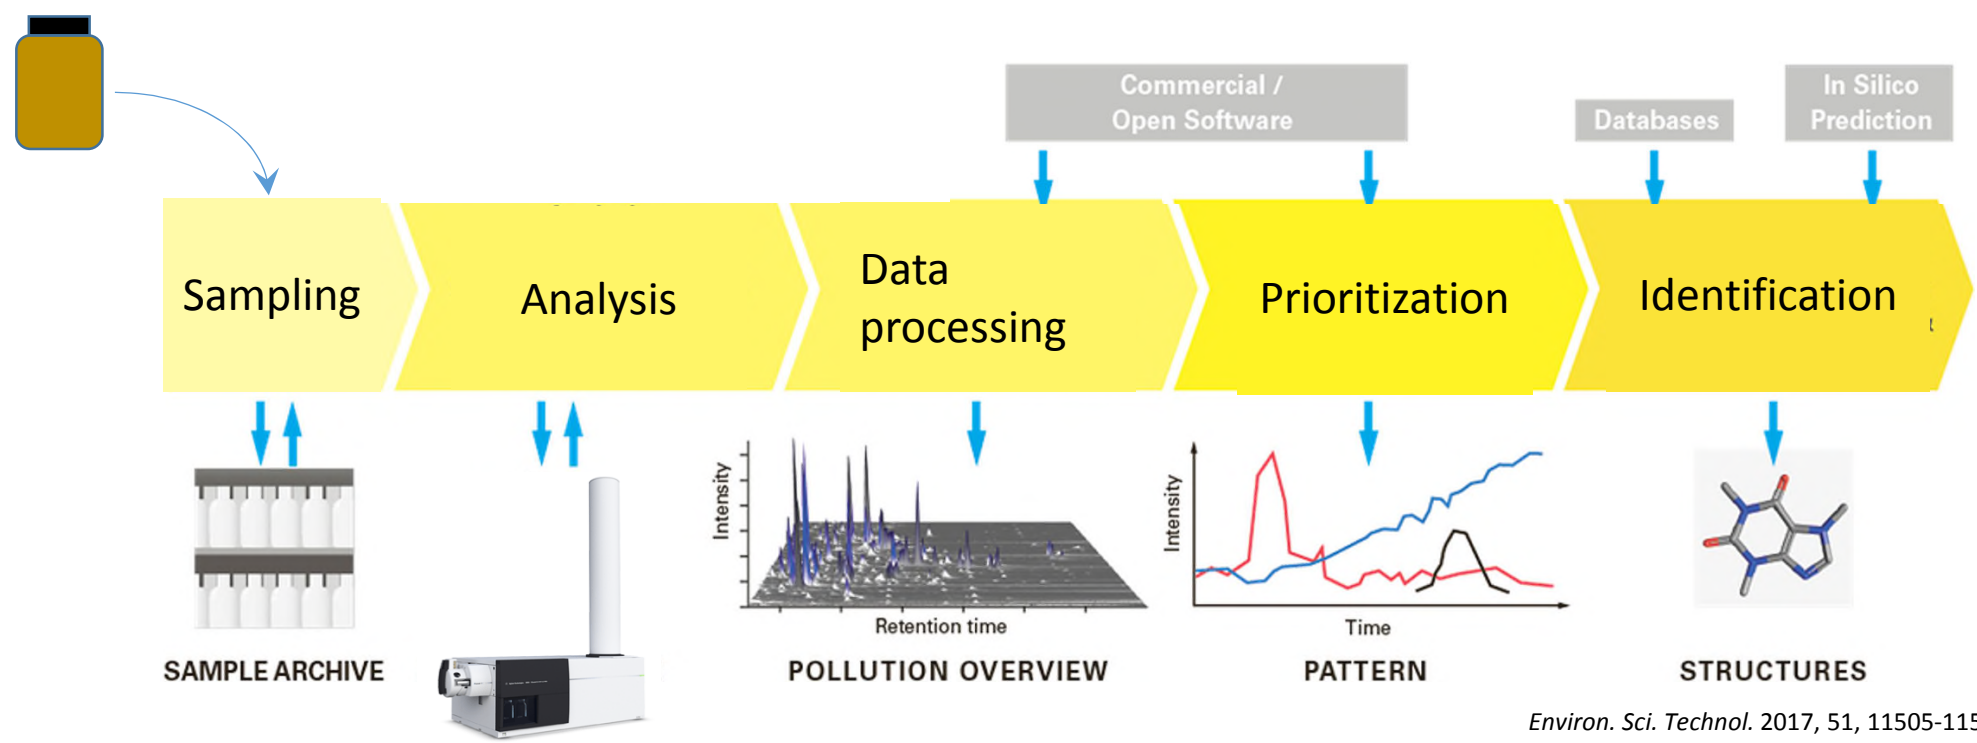 Commercial /
Open Software
Databases
In Silico
Prediction
Sampling
Analysis
Data
processing
Prioritization
Identification
Intensity
Retention time
Intensity
Time
SAMPLE ARCHIVE
POLLUTION OVERVIEW
PATTERN
STRUCTURES
Environ. Sci. Technol. 2017, 51, 11505-115